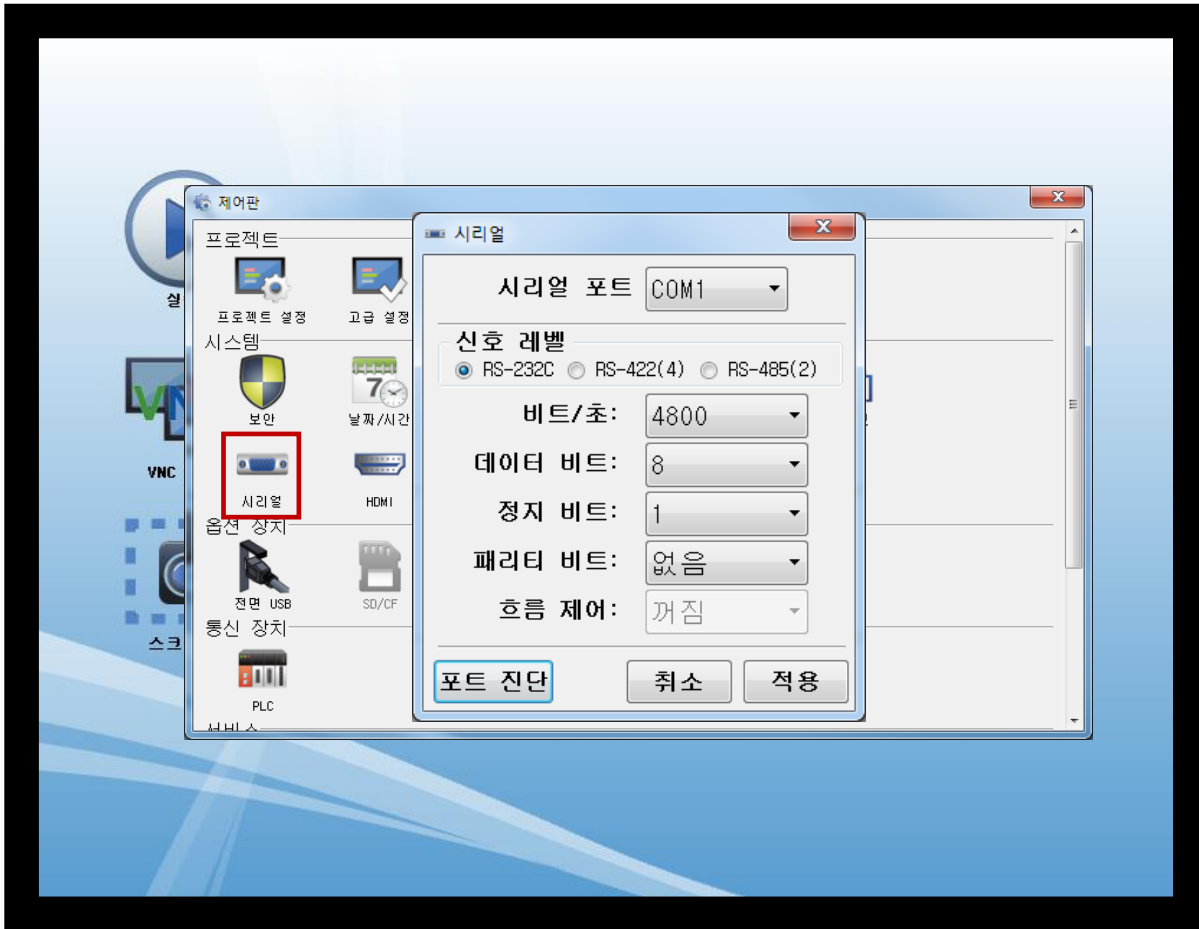 제어판
프로젝트
프로젝트 설정
고급 설정
시스템
보안
날짜/시간
시리얼
HDMI
옵션 장치
전면 USB
SD/CF
통신 장치
PLC
VNC
스크
시리얼
시리얼 포트 COM1
신호 레벨
RS-232C RS-422(4) RS-485(2)
비트/초: 4800
데이터 비트: 8
정지 비트: 1
패리티 비트: 없음
흐름 제어: 꺼짐
포트 진단 취소 적용